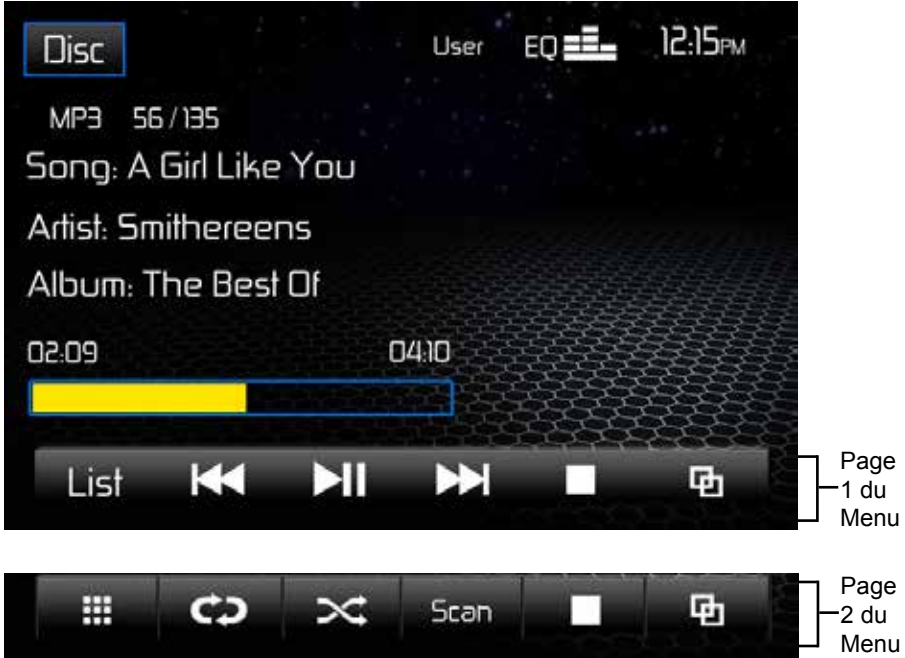 Disc User EQ 12:15PM
MP3 56 / 135
Song: A Girl Like You
Artist: Smithereens
Album: The Best Of
02:09 04:10
List
Page
1 du
Menu
Scan
Page
2 du
Menu